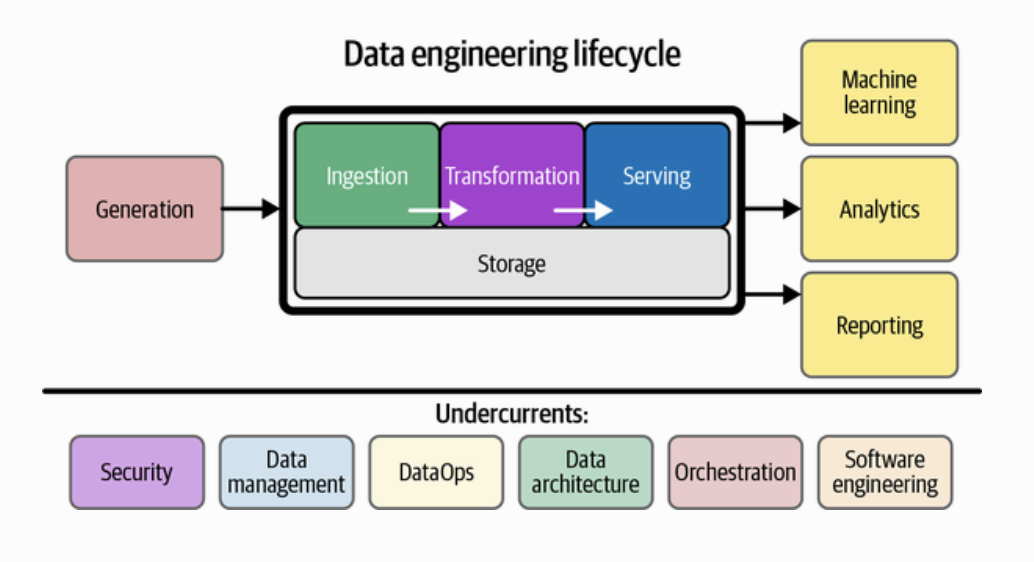 Data engineering lifecycle
Machine
learning
Ingestion
Transformation
Serving
Generation
Analytics
Storage
Reporting
Undercurrents:
Security
Data
management
DataOps
Data
architecture
Orchestration
Software
engineering